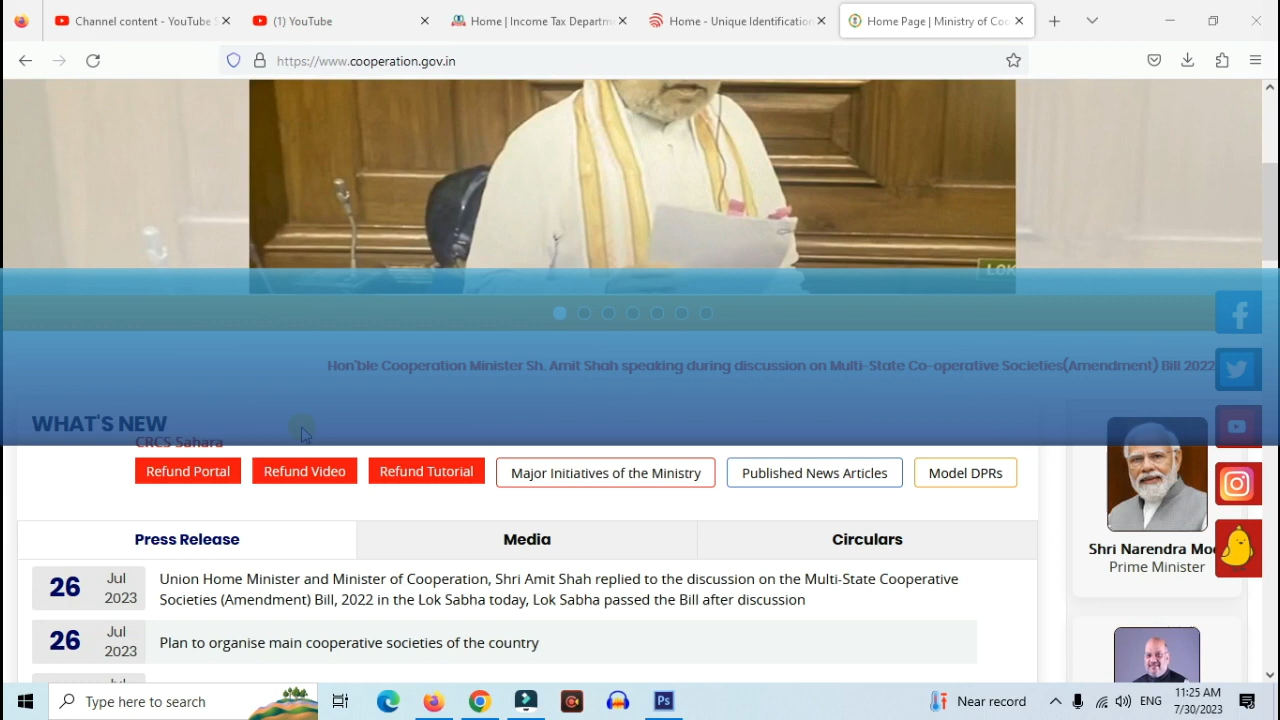 Channel content - YouTube S
(1) YouTube
Home | Income Tax Departm
Home - Unique Identification
Home Page | Ministry of Coo
https://www.cooperation.gov.in
LOK
Hon'ble Cooperation Minister Sh. Amit Shah speaking during discussion on Multi-State Co-operative Societies(Amendment) Bill 2022
WHAT'S NEW
CRCS Sahara
Refund Portal Refund Video Refund Tutorial Major Initiatives of the Ministry Published News Articles Model DPRs
Press Release Media Circulars
26 Jul 2023
Union Home Minister and Minister of Cooperation, Shri Amit Shah replied to the discussion on the Multi-State Cooperative
Societies (Amendment) Bill, 2022 in the Lok Sabha today, Lok Sabha passed the Bill after discussion
26 Jul 2023
Plan to organise main cooperative societies of the country
Jul
Shri Narendra Mo
Prime Minister
Type here to search
Ps
Near record
ENG
11:25 AM
7/30/2023